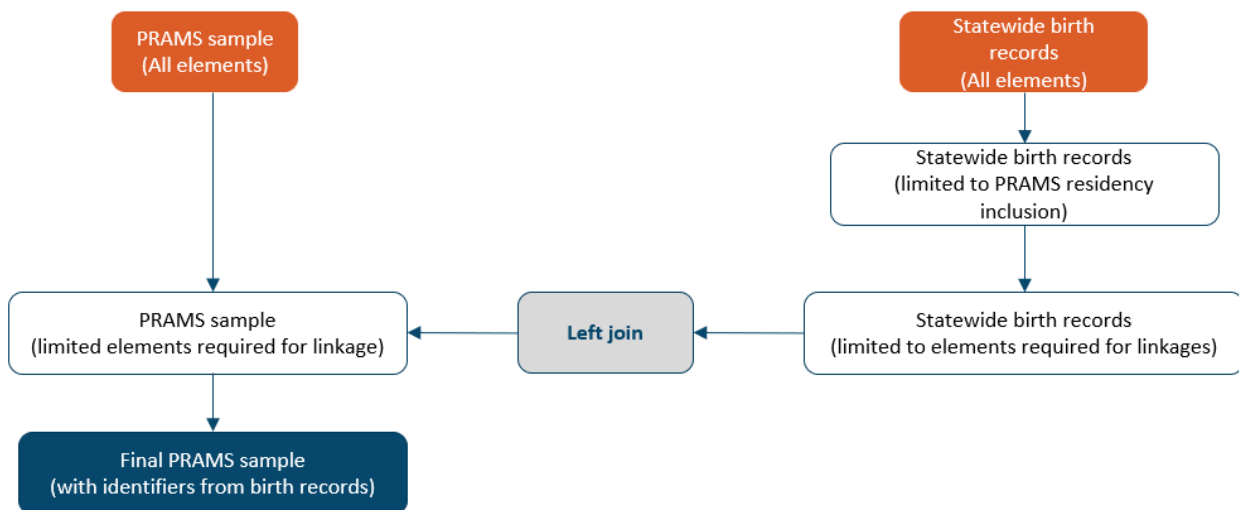 PRAMS sample
(All elements)
Statewide birth
records
(All elements)
Statewide birth records
(limited to PRAMS residency
inclusion)
PRAMS sample
(limited elements required for linkage)
Left join
Statewide birth records
(limited to elements required for linkages)
Final PRAMS sample
(with identifiers from birth records)